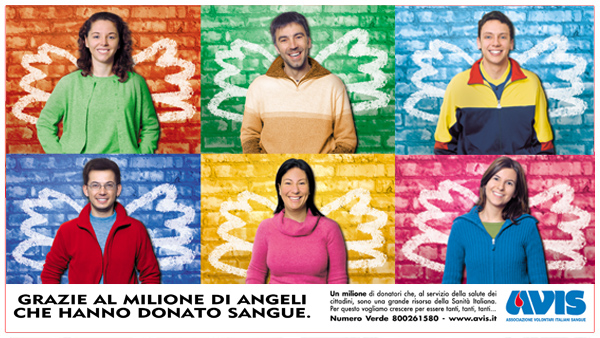 GRAZIE AL MILIONE DI ANGELI
CHE HANNO DONATO SANGUE.
Un milione di donatori che, al servizio della salute dei
cittadini, sono una grande risorsa della Sanità Italiana.
Per questo vogliamo crescere per essere tanti, tanti, tanti...
Numero Verde 800261580 - www.avis.it
AVIS
ASSOCIAZIONE VOLONTARI ITALIANI SANGUE